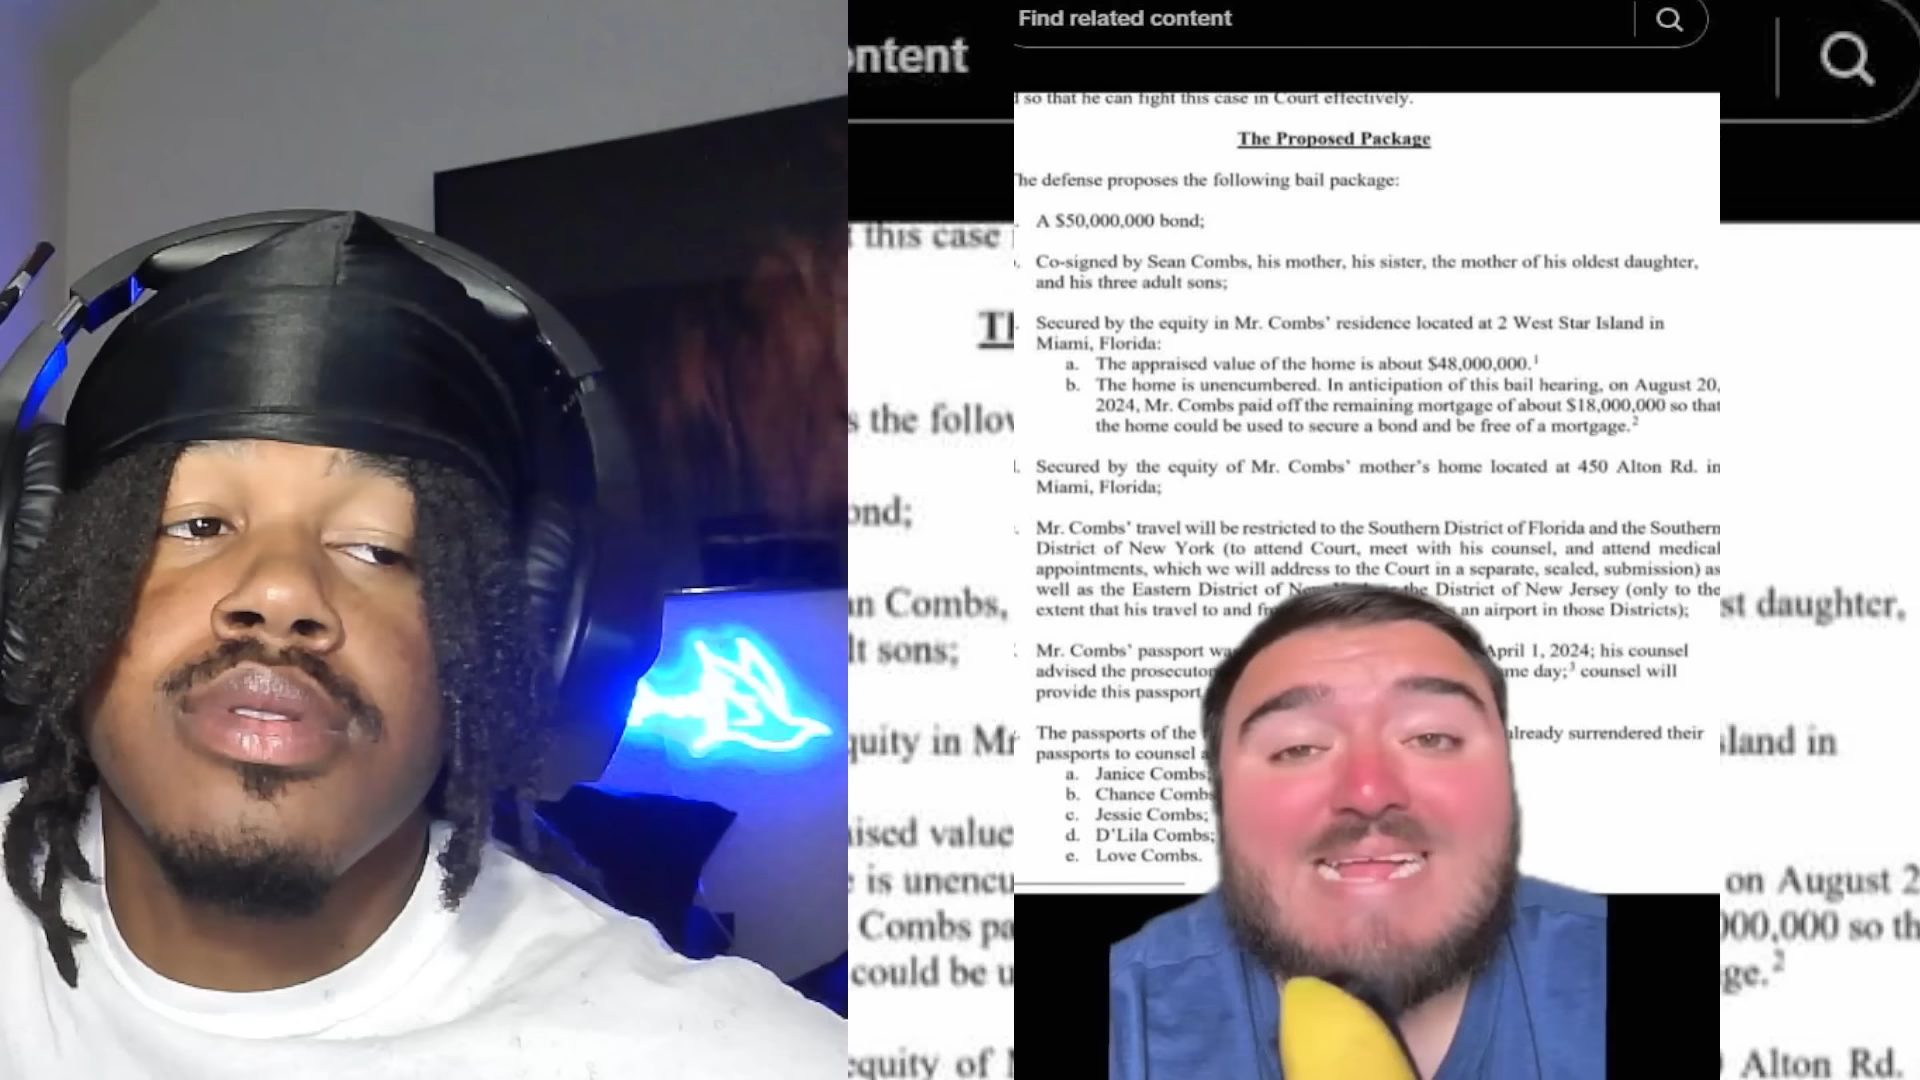 Find related content
ontent
so that he can fight this case in Court effectively.
The Proposed Package
he defense proposes the following bail package:
A $50,000,000 bond;
Co-signed by Sean Combs, his mother, his sister, the mother of his oldest daughter,
and his three adult sons;
Secured by the equity in Mr. Combs' residence located at 2 West Star Island in
Miami, Florida:
a. The appraised value of the home is about $48,000,000.1
b. The home is unencumbered. In anticipation of this bail hearing, on August 20,
2024, Mr. Combs paid off the remaining mortgage of about $18,000,000 so that
the home could be used to secure a bond and be free of a mortgage.2
Secured by the equity of Mr. Combs' mother's home located at 450 Alton Rd. in
Miami, Florida;
Mr. Combs' travel will be restricted to the Southern District of Florida and the Southern
District of New York (to attend Court, meet with his counsel, and attend medical
appointments, which we will address to the Court in a separate, sealed, submission) as
well as the Eastern District of the District of New Jersey (only to the
extent that his travel to and an airport in those Districts);
Mr. Combs' passport April 1, 2024; his counsel
advised the prosecutor me day;3 counsel will
provide this passport
The passports of the already surrendered their
passports to counsel
a. Janice Combs;
b. Chance Combs
c. Jessie Combs;
d. D'Lila Combs;
e. Love Combs.
this case
Th
s the follow
ond;
n Combs,
lt sons;
quity in Mr
ised value
is unencu
Combs pa
could be u
equity of
st daughter,
sland in
on August 2
000,000 so th
ge.2
Alton Rd.